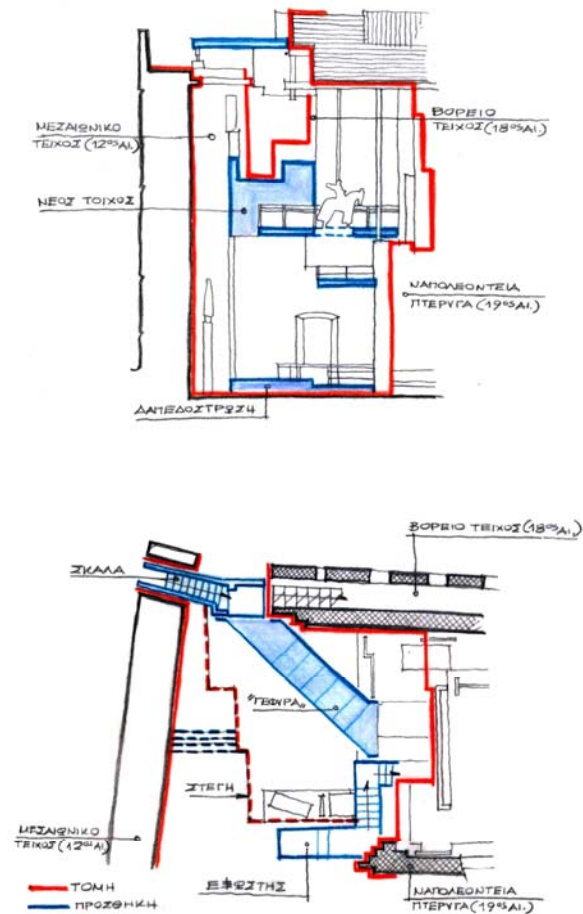 ΜΕΣΑΙΩΝΙΚΟ
ΤΕΙΧΟΣ (12ος ΑΙ.)
ΒΟΡΕΙΟ
ΤΕΙΧΟΣ (18ος ΑΙ.)
ΝΕΟΣ ΤΟΙΧΟΣ
ΝΑΠΟΛΕΟΝΤΕΙΑ
ΠΤΕΡΥΓΑ (19ος ΑΙ.)
ΔΑΠΕΔΟΣΤΡΩΣΗ
ΒΟΡΕΙΟ ΤΕΙΧΟΣ (18ος ΑΙ.)
ΣΚΑΛΑ
"ΓΕΦΥΡΑ"
ΣΤΕΓΗ
ΜΕΣΑΙΩΝΙΚΟ
ΤΕΙΧΟΣ (12ος ΑΙ)
ΕΞΩΣΤΗΣ
ΝΑΠΟΛΕΟΝΤΕΙΑ
ΠΤΕΡΥΓΑ (19ος ΑΙ.)
ΤΟΜΗ
ΠΡΟΣΘΗΚΗ